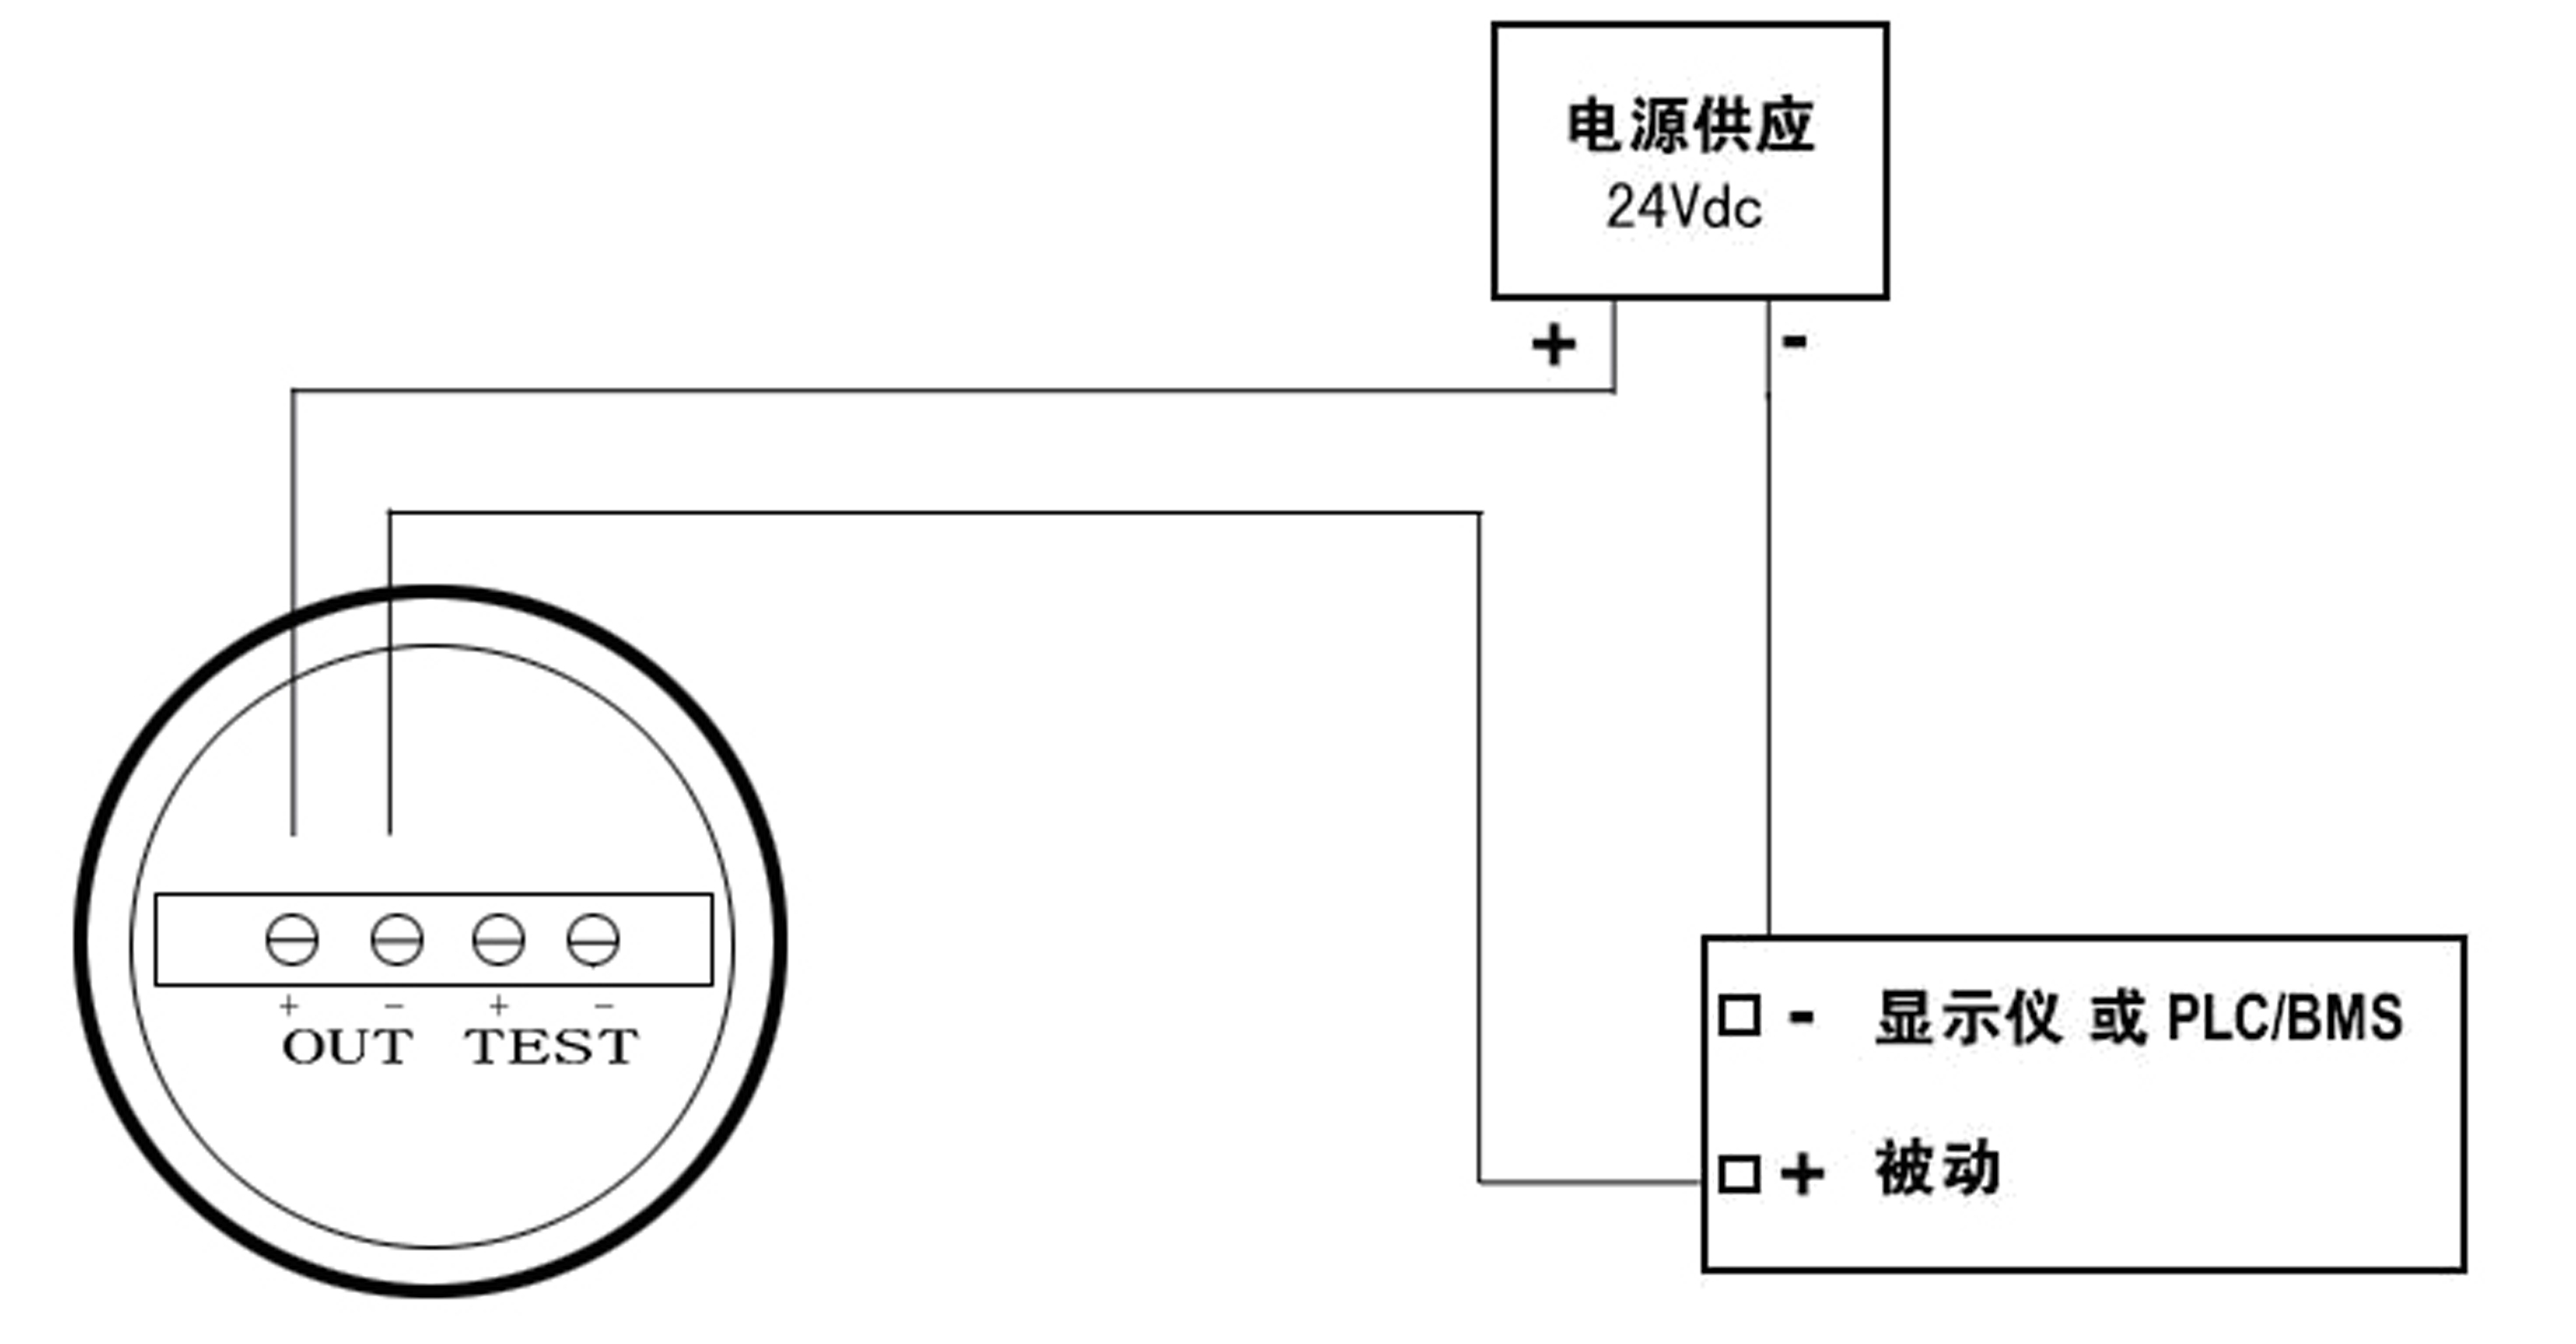 电源供应
24Vdc
+ -
- 显示仪 或 PLC/BMS
+ 被动
+ - + -
OUT TEST